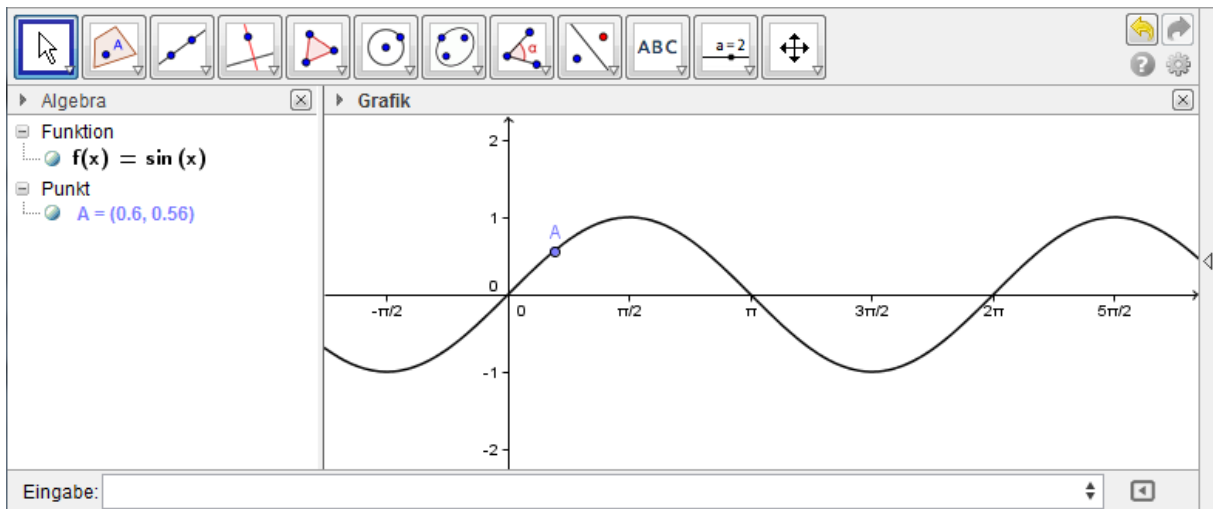 A
α
ABC
a=2
Algebra
Grafik
Funktion
f(x) = sin (x)
Punkt
A = (0.6, 0.56)
2
1
A
0
-π/2
0
π/2
π
3π/2
2π
5π/2
-1
-2
Eingabe: